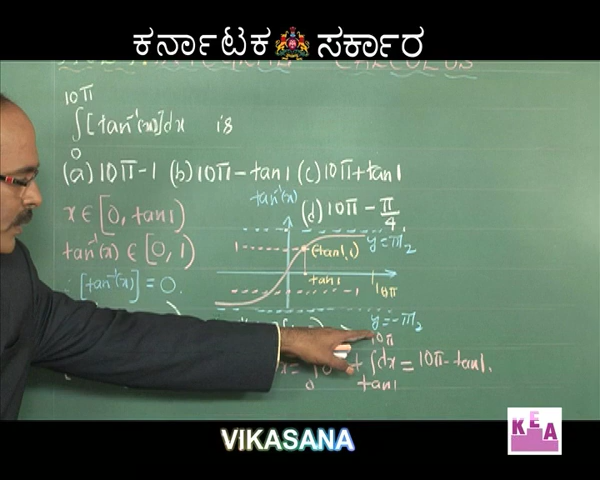 ಕರ್ನಾಟಕ ಸರ್ಕಾರ
10π
∫ [tan⁻¹(x)]dx is
0
(a) 10π-1 (b) 10π - tan1 (c) 10π + tan1
(d) 10π - π/4
x ∈ [0, tan1)
tan⁻¹(x) ∈ [0, 1)
∴ [tan⁻¹(x)] = 0.
tan⁻¹(x)
y = π/2
1
(tan1, 1)
tan1
-1
10π
y = -π/2
10π
+ ∫ dx = 10π - tan1.
tan1
VIKASANA
KEA